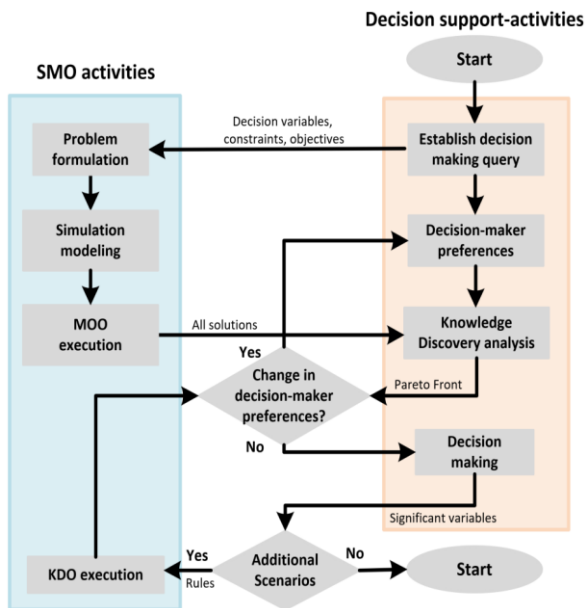 Decision support-activities
SMO activities
Start
Decision variables,
constraints, objectives
Problem
formulation
Establish decision
making query
Simulation
modeling
Decision-maker
preferences
MOO
execution
All solutions
Knowledge
Discovery analysis
Yes
Change in
decision-maker
preferences?
Pareto Front
No
Decision
making
Significant variables
KDO execution
Yes
Rules
Additional
Scenarios
No
Start